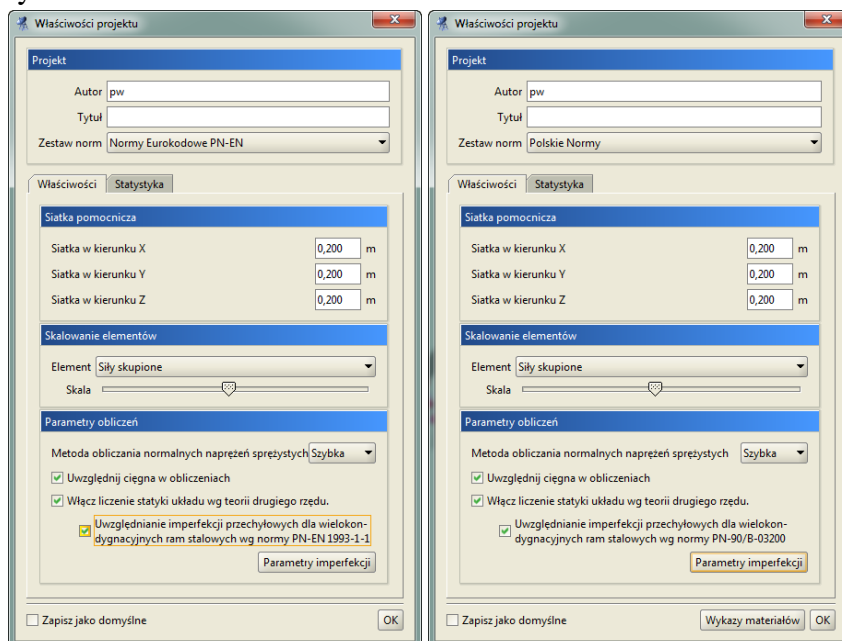 Właściwości projektu
Projekt
Autor pw
Tytuł
Zestaw norm Normy Eurokodowe PN-EN
Właściwości Statystyka
Siatka pomocnicza
Siatka w kierunku X 0,200 m
Siatka w kierunku Y 0,200 m
Siatka w kierunku Z 0,200 m
Skalowanie elementów
Element Siły skupione
Skala
Parametry obliczeń
Metoda obliczania normalnych naprężeń sprężystych Szybka
Uwzględnij cięgna w obliczeniach
Włącz liczenie statyki układu wg teorii drugiego rzędu.
Uwzględnianie imperfekcji przechyłowych dla wielokon-
dygnacyjnych ram stalowych wg normy PN-EN 1993-1-1
Parametry imperfekcji
Zapisz jako domyślne OK
Właściwości projektu
Projekt
Autor pw
Tytuł
Zestaw norm Polskie Normy
Właściwości Statystyka
Siatka pomocnicza
Siatka w kierunku X 0,200 m
Siatka w kierunku Y 0,200 m
Siatka w kierunku Z 0,200 m
Skalowanie elementów
Element Siły skupione
Skala
Parametry obliczeń
Metoda obliczania normalnych naprężeń sprężystych Szybka
Uwzględnij cięgna w obliczeniach
Włącz liczenie statyki układu wg teorii drugiego rzędu.
Uwzględnianie imperfekcji przechyłowych dla wielokon-
dygnacyjnych ram stalowych wg normy PN-90/B-03200
Parametry imperfekcji
Zapisz jako domyślne Wykazy materiałów OK